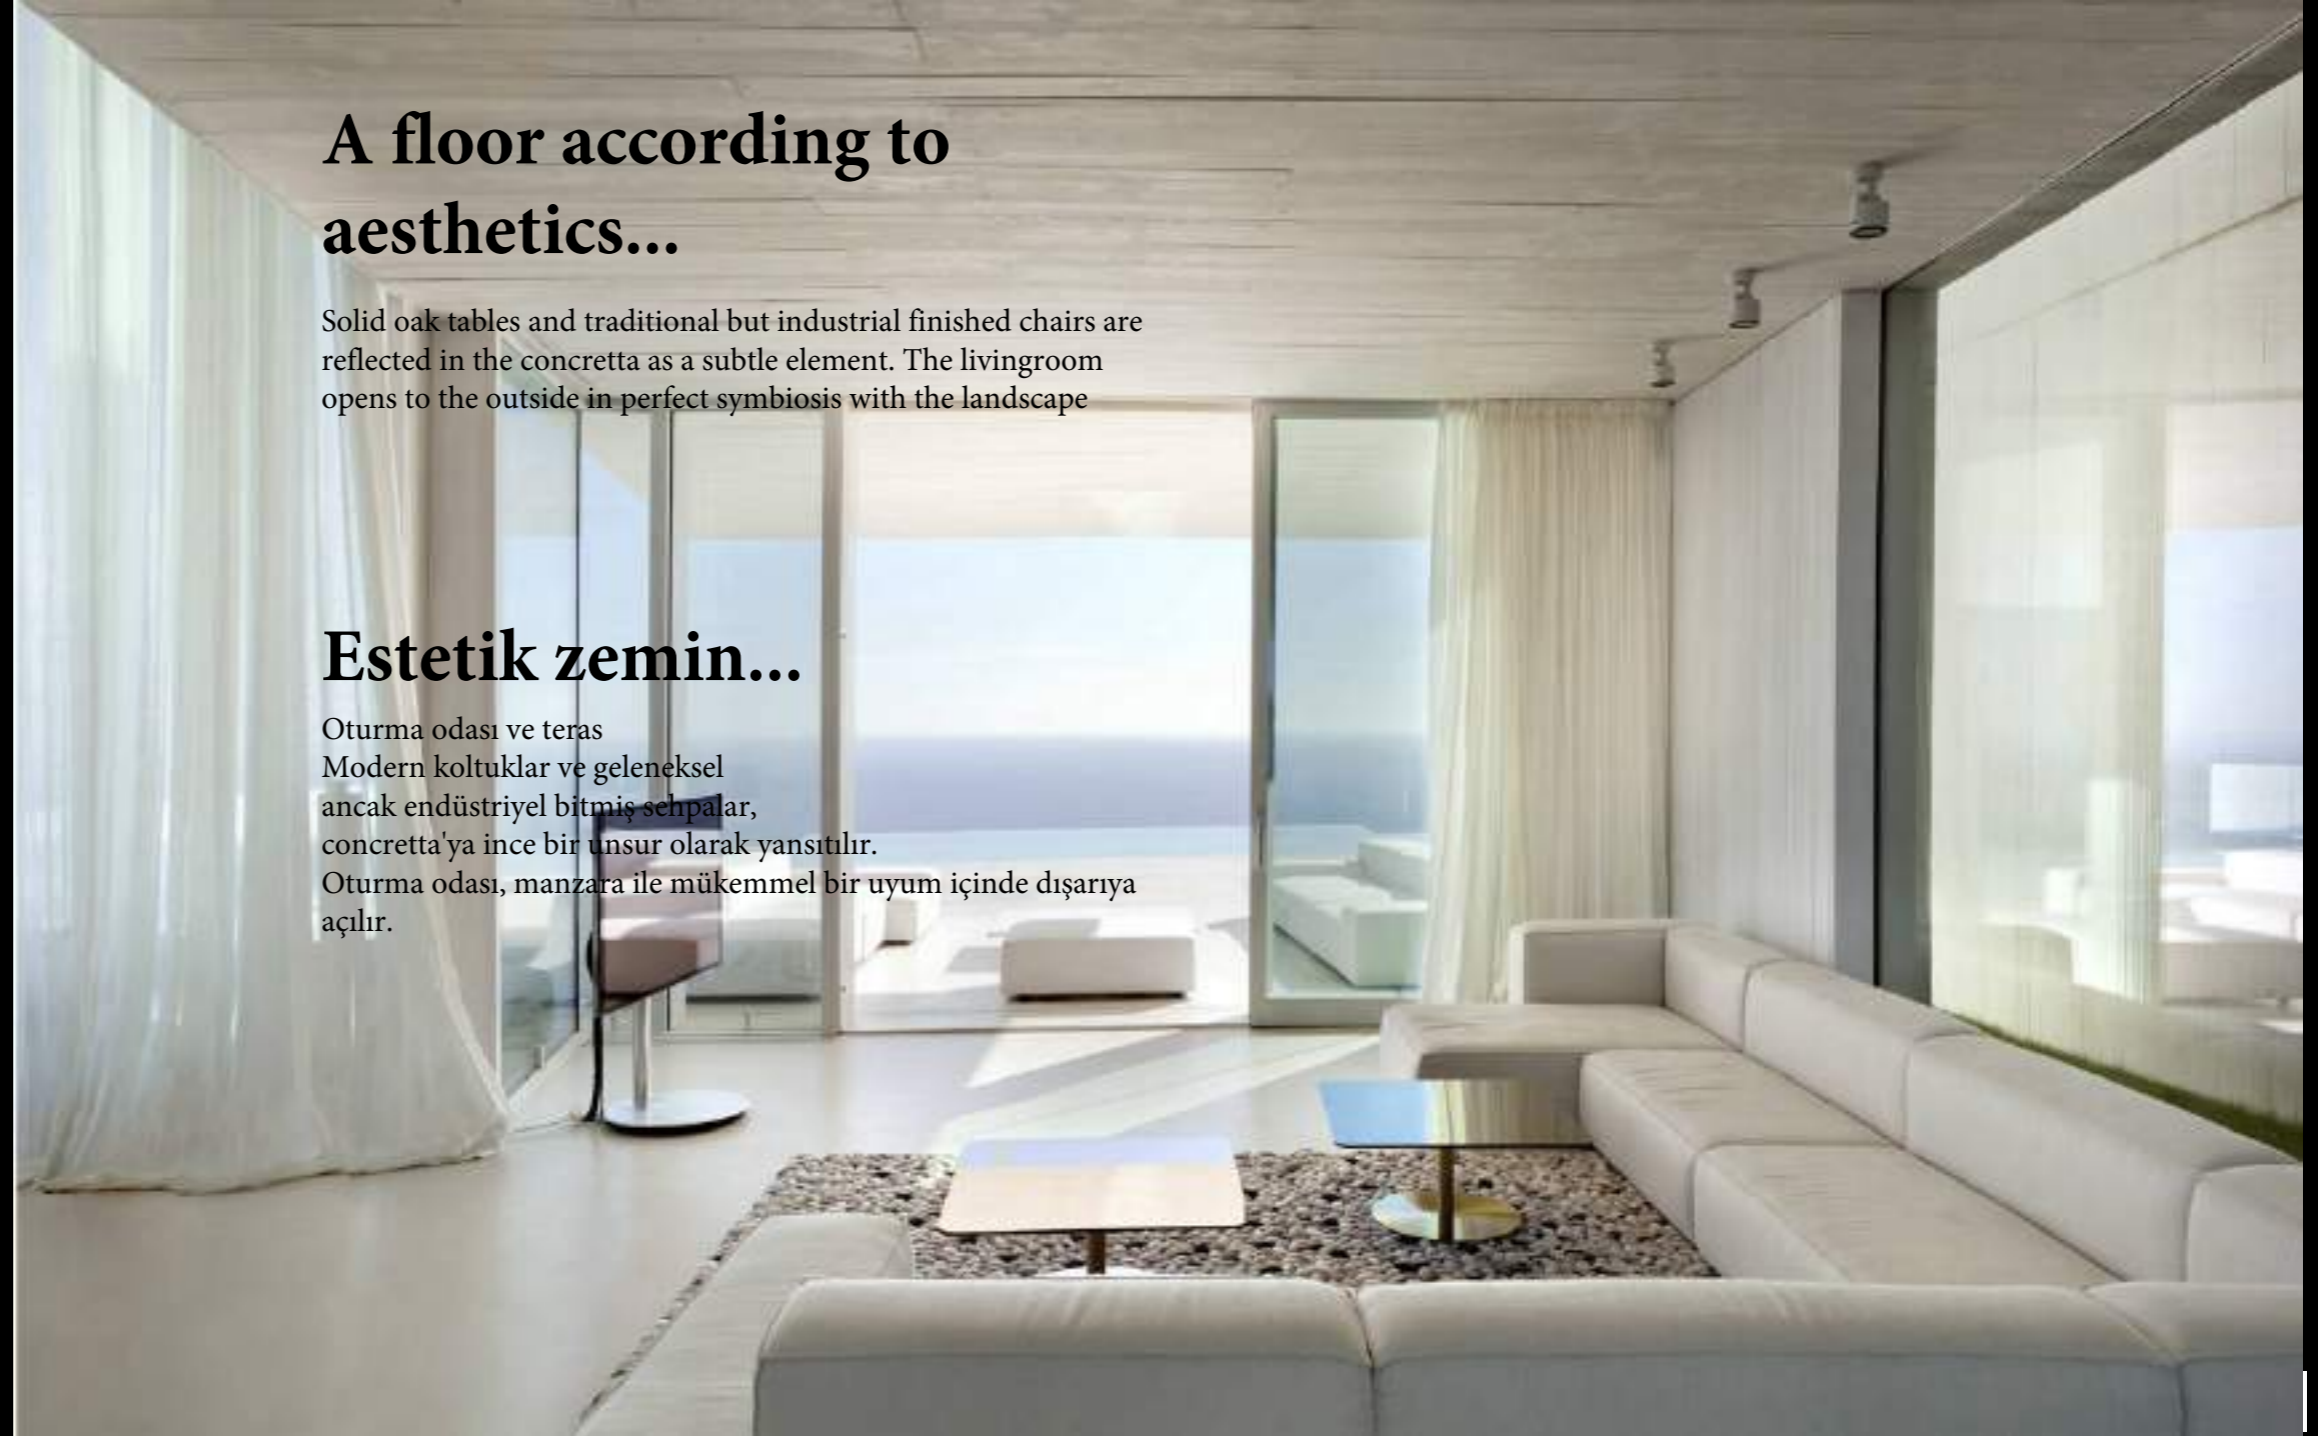 A floor according to
aesthetics...
Solid oak tables and traditional but industrial finished chairs are
reflected in the concretta as a subtle element. The livingroom
opens to the outside in perfect symbiosis with the landscape
Estetik zemin...
Oturma odası ve teras
Modern koltuklar ve geleneksel
ancak endüstriyel bitmiş sehpalar,
concretta'ya ince bir unsur olarak yansıtılır.
Oturma odası, manzara ile mükemmel bir uyum içinde dışarıya
açılır.